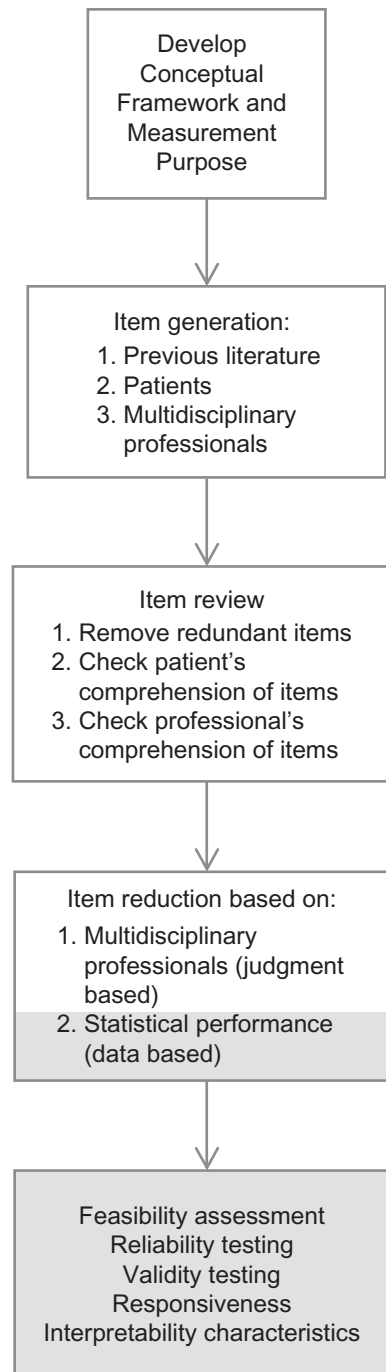 Develop
Conceptual
Framework and
Measurement
Purpose
Item generation:
1. Previous literature
2. Patients
3. Multidisciplinary
professionals
Item review
1. Remove redundant items
2. Check patient's
comprehension of items
3. Check professional's
comprehension of items
Item reduction based on:
1. Multidisciplinary
professionals (judgment
based)
2. Statistical performance
(data based)
Feasibility assessment
Reliability testing
Validity testing
Responsiveness
Interpretability characteristics